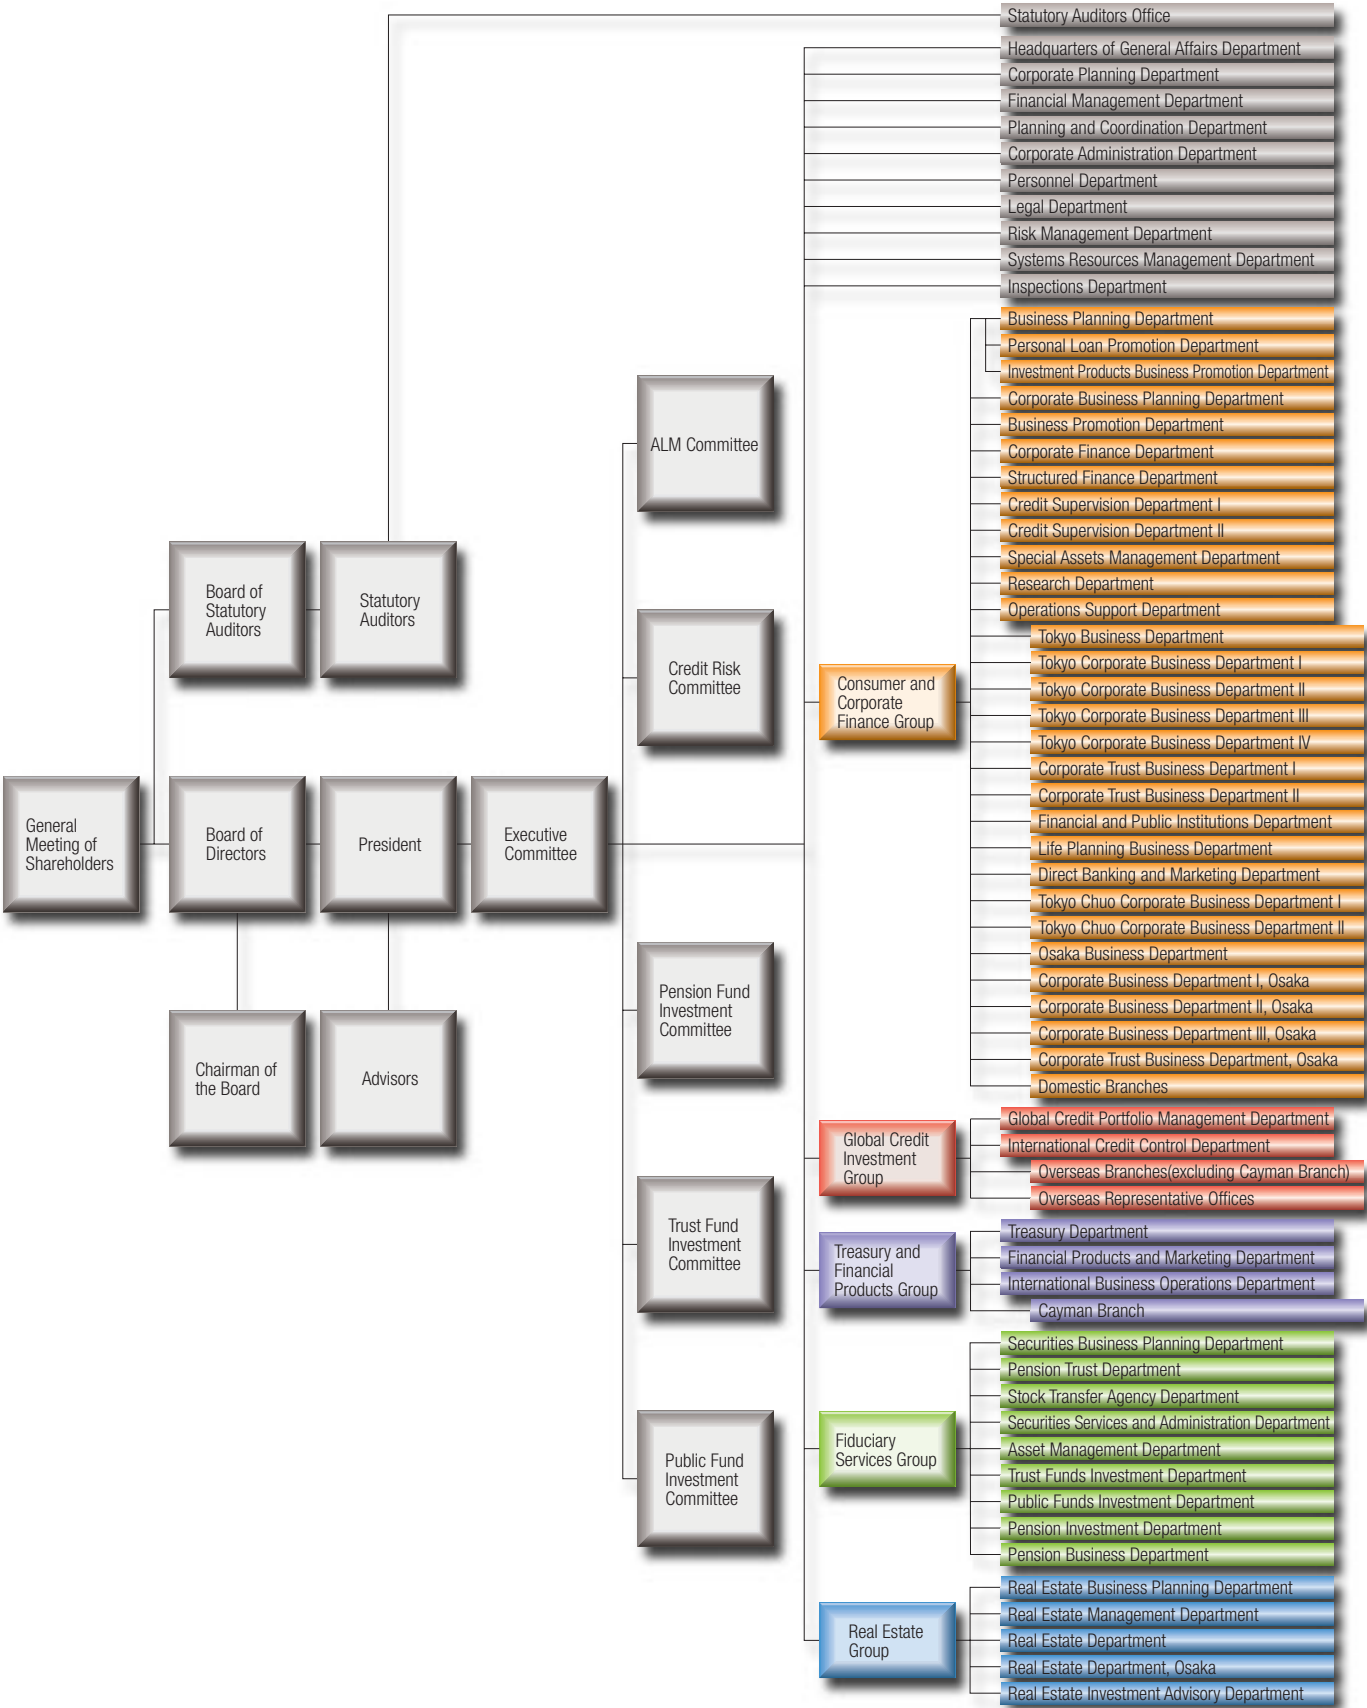 Statutory Auditors Office
Headquarters of General Affairs Department
Corporate Planning Department
Financial Management Department
Planning and Coordination Department
Corporate Administration Department
Personnel Department
Legal Department
Risk Management Department
Systems Resources Management Department
Inspections Department
Business Planning Department
Personal Loan Promotion Department
Investment Products Business Promotion Department
Corporate Business Planning Department
Business Promotion Department
Corporate Finance Department
Structured Finance Department
Credit Supervision Department I
Credit Supervision Department II
Special Assets Management Department
Research Department
Operations Support Department
Tokyo Business Department
Tokyo Corporate Business Department I
Tokyo Corporate Business Department II
Tokyo Corporate Business Department III
Tokyo Corporate Business Department IV
Corporate Trust Business Department I
Corporate Trust Business Department II
Financial and Public Institutions Department
Life Planning Business Department
Direct Banking and Marketing Department
Tokyo Chuo Corporate Business Department I
Tokyo Chuo Corporate Business Department II
Osaka Business Department
Corporate Business Department I, Osaka
Corporate Business Department II, Osaka
Corporate Business Department III, Osaka
Corporate Trust Business Department, Osaka
Domestic Branches
Global Credit Portfolio Management Department
International Credit Control Department
Overseas Branches(excluding Cayman Branch)
Overseas Representative Offices
Treasury Department
Financial Products and Marketing Department
International Business Operations Department
Cayman Branch
Securities Business Planning Department
Pension Trust Department
Stock Transfer Agency Department
Securities Services and Administration Department
Asset Management Department
Trust Funds Investment Department
Public Funds Investment Department
Pension Investment Department
Pension Business Department
Real Estate Business Planning Department
Real Estate Management Department
Real Estate Department
Real Estate Department, Osaka
Real Estate Investment Advisory Department
Consumer and
Corporate
Finance Group
Global Credit
Investment
Group
Treasury and
Financial
Products Group
Fiduciary
Services Group
Real Estate
Group
ALM Committee
Credit Risk
Committee
Pension Fund
Investment
Committee
Trust Fund
Investment
Committee
Public Fund
Investment
Committee
Board of
Statutory
Auditors
Statutory
Auditors
General
Meeting of
Shareholders
Board of
Directors
President
Executive
Committee
Chairman of
the Board
Advisors